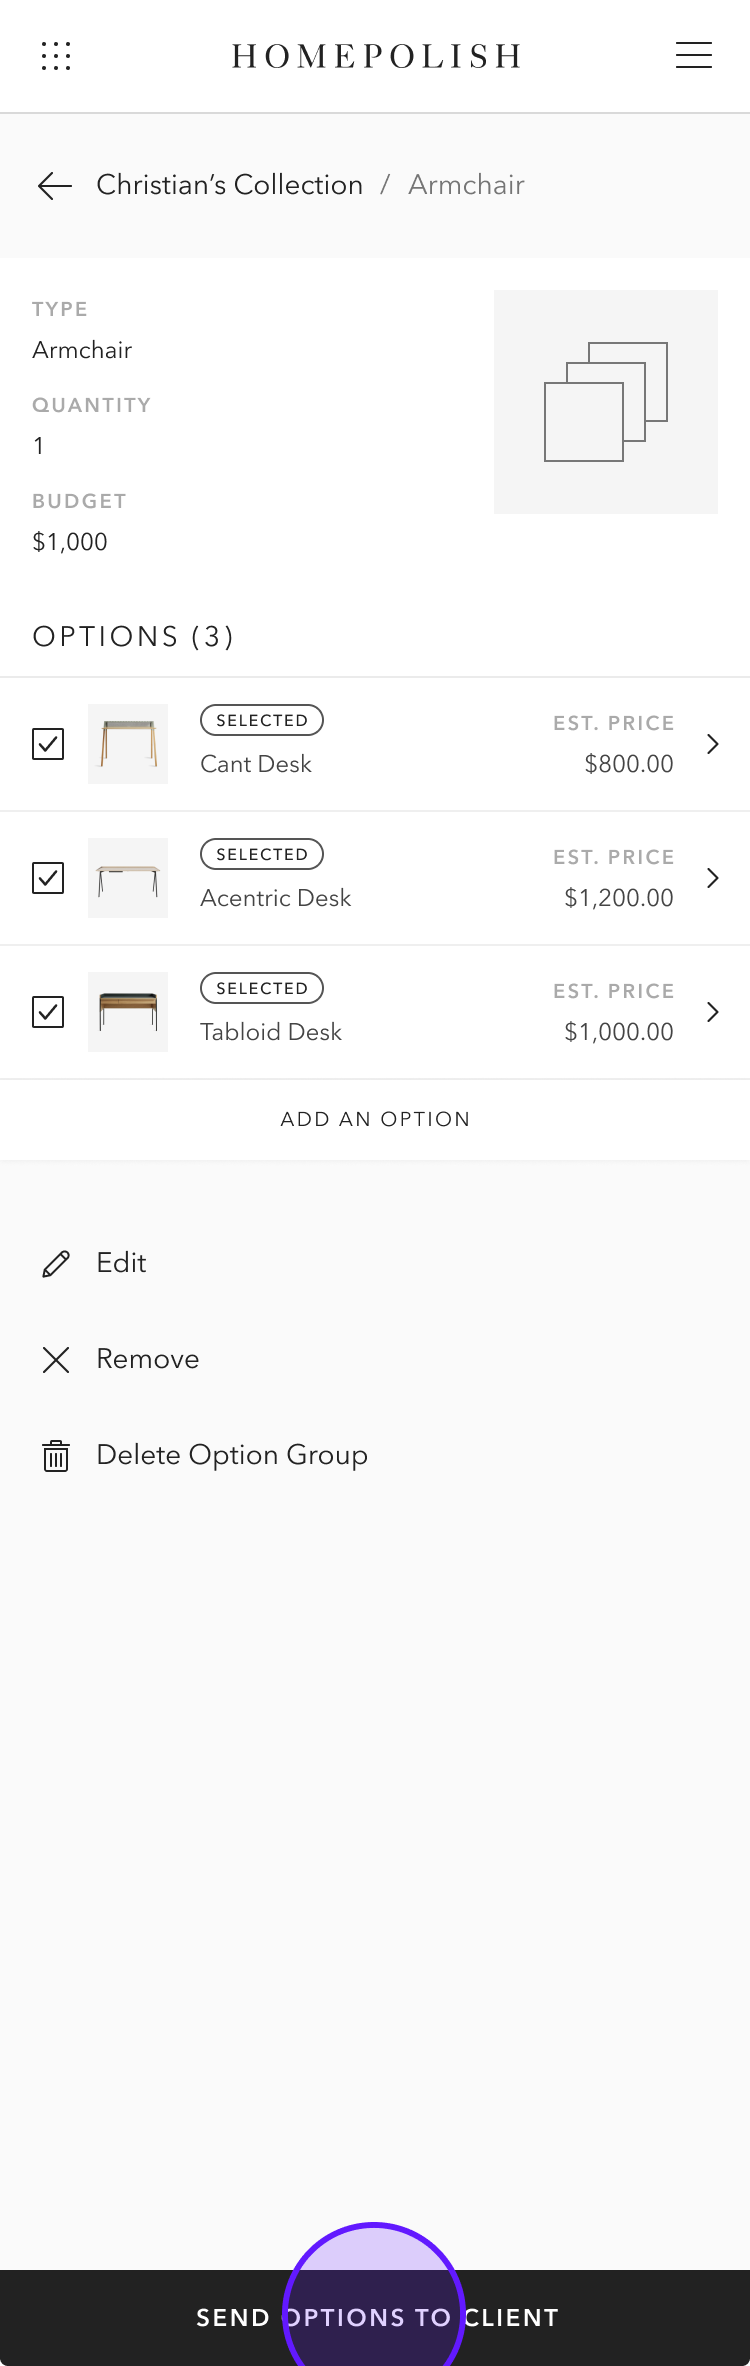 HOMEPOLISH
Christian’s Collection / Armchair
TYPE
Armchair
QUANTITY
1
BUDGET
$1,000
OPTIONS (3)
SELECTED
Cant Desk
EST. PRICE
$800.00
SELECTED
Acentric Desk
EST. PRICE
$1,200.00
SELECTED
Tabloid Desk
EST. PRICE
$1,000.00
ADD AN OPTION
Edit
Remove
Delete Option Group
SEND OPTIONS TO CLIENT